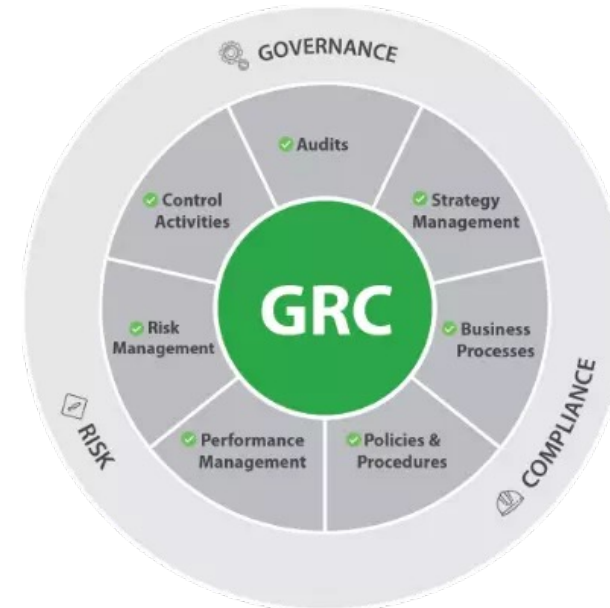 GOVERNANCE
Audits
Strategy
Management
Business
Processes
Policies &
Procedures
Performance
Management
Risk
Management
Control
Activities
GRC
COMPLIANCE
RISK